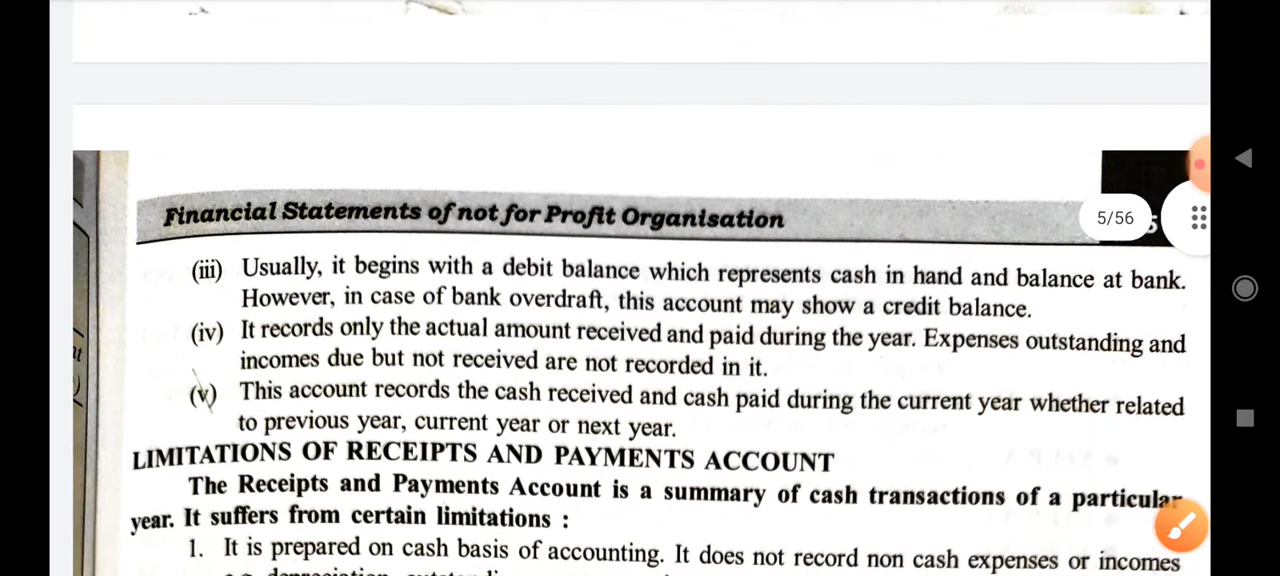 Financial Statements of not for Profit Organisation
5/56
(iii) Usually, it begins with a debit balance which represents cash in hand and balance at bank.
However, in case of bank overdraft, this account may show a credit balance.
(iv) It records only the actual amount received and paid during the year. Expenses outstanding and
incomes due but not received are not recorded in it.
(v) This account records the cash received and cash paid during the current year whether related
to previous year, current year or next year.
LIMITATIONS OF RECEIPTS AND PAYMENTS ACCOUNT
The Receipts and Payments Account is a summary of cash transactions of a particular
year. It suffers from certain limitations :
1. It is prepared on cash basis of accounting. It does not record non cash expenses or incomes